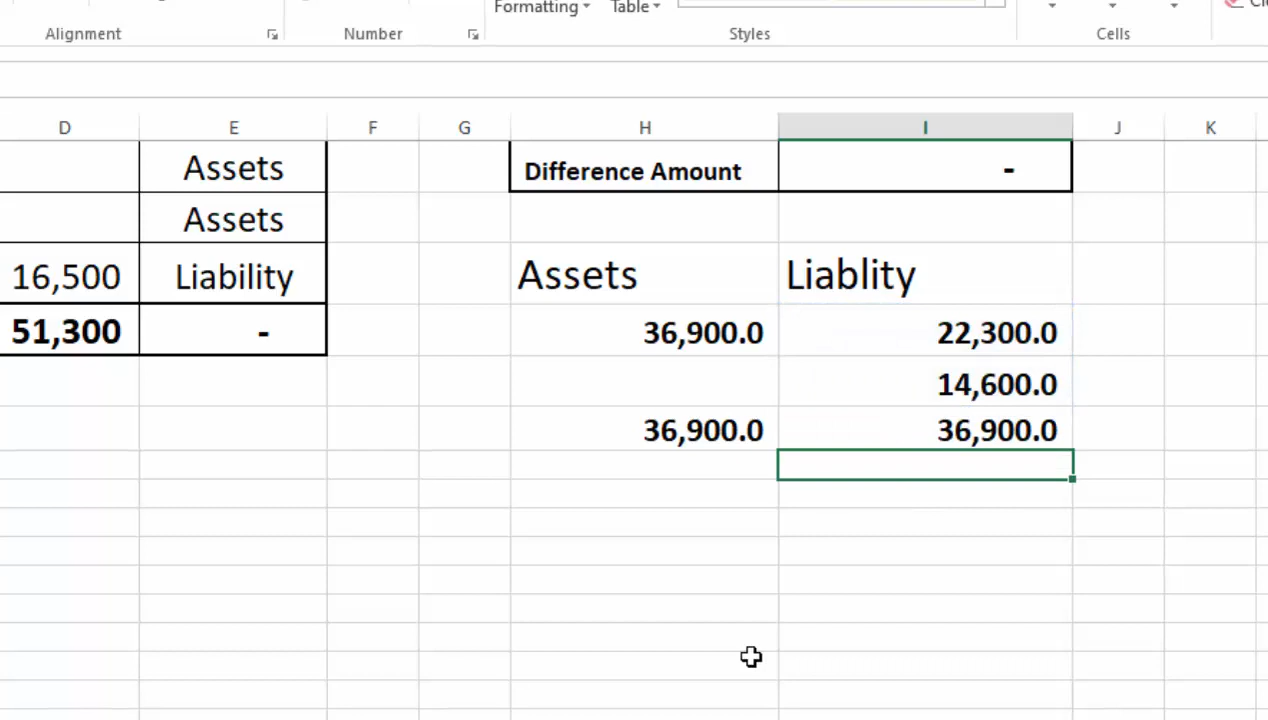 Formatting Table Cl
Alignment Number Styles Cells
D E F G H I J K
Assets Difference Amount -
Assets
16,500 Liability Assets Liablity
51,300 - 36,900.0 22,300.0
14,600.0
36,900.0 36,900.0